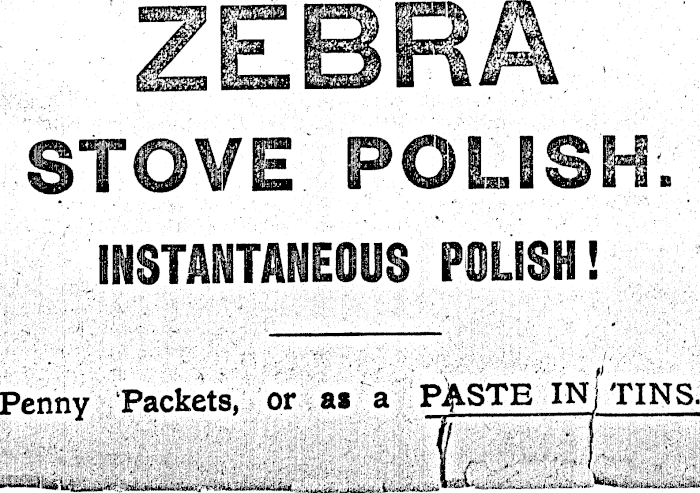 ZEBRA
STOVE POLISH.
INSTANTANEOUS POLISH!
Penny Packets, or as a PASTE IN TINS.